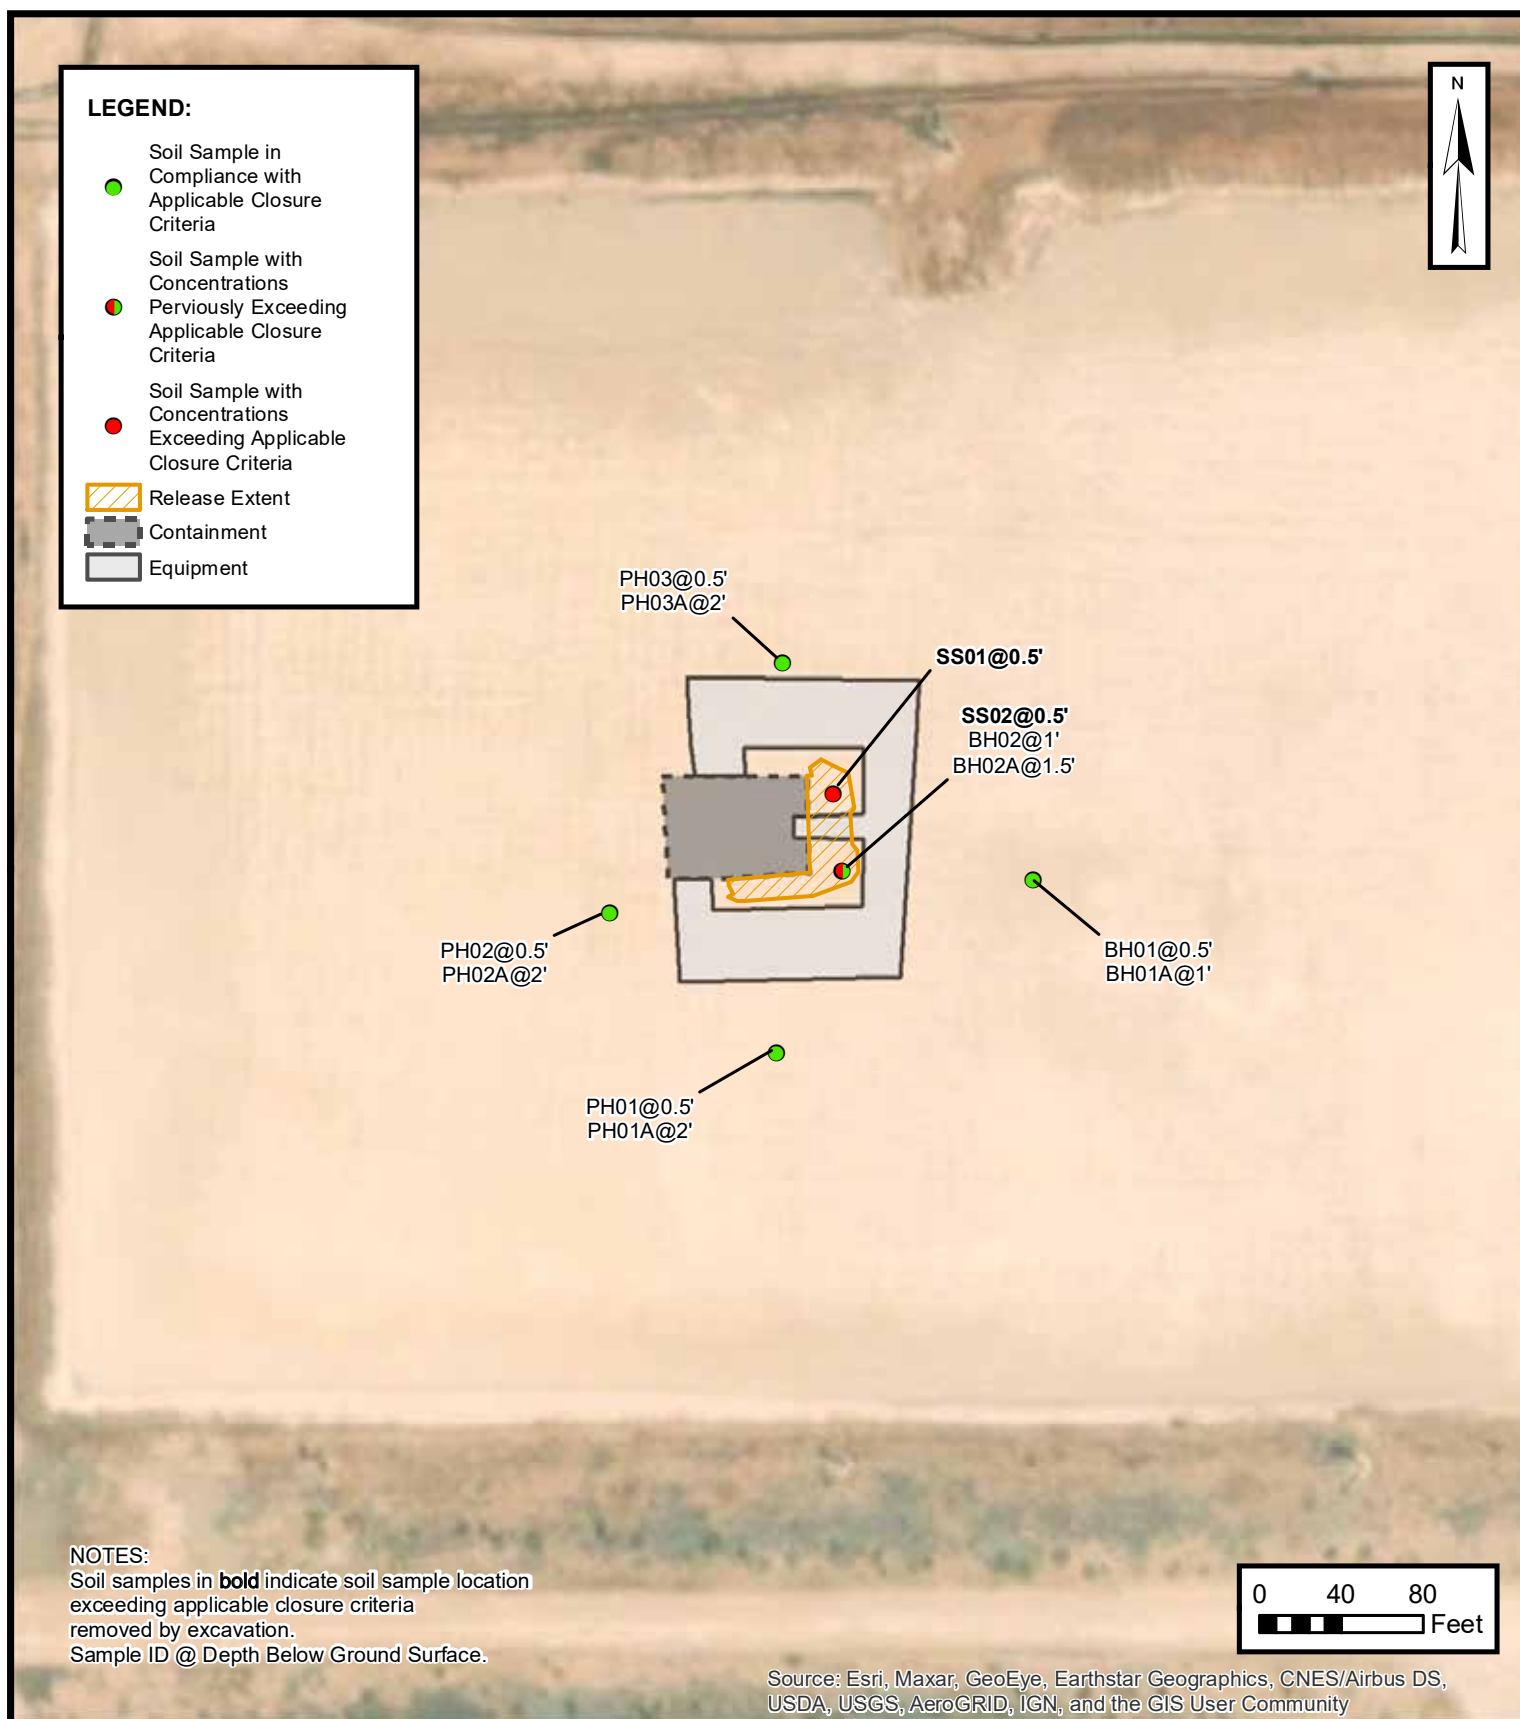 LEGEND:
Soil Sample in
Compliance with
Applicable Closure
Criteria
Soil Sample with
Concentrations
Perviously Exceeding
Applicable Closure
Criteria
Soil Sample with
Concentrations
Exceeding Applicable
Closure Criteria
Release Extent
Containment
Equipment
N
PH03@0.5'
PH03A@2'
SS01@0.5'
SS02@0.5'
BH02@1'
BH02A@1.5'
PH02@0.5'
PH02A@2'
BH01@0.5'
BH01A@1'
PH01@0.5'
PH01A@2'
NOTES:
Soil samples in bold indicate soil sample location
exceeding applicable closure criteria
removed by excavation.
Sample ID @ Depth Below Ground Surface.
0 40 80
Feet
Source: Esri, Maxar, GeoEye, Earthstar Geographics, CNES/Airbus DS,
USDA, USGS, AeroGRID, IGN, and the GIS User Community